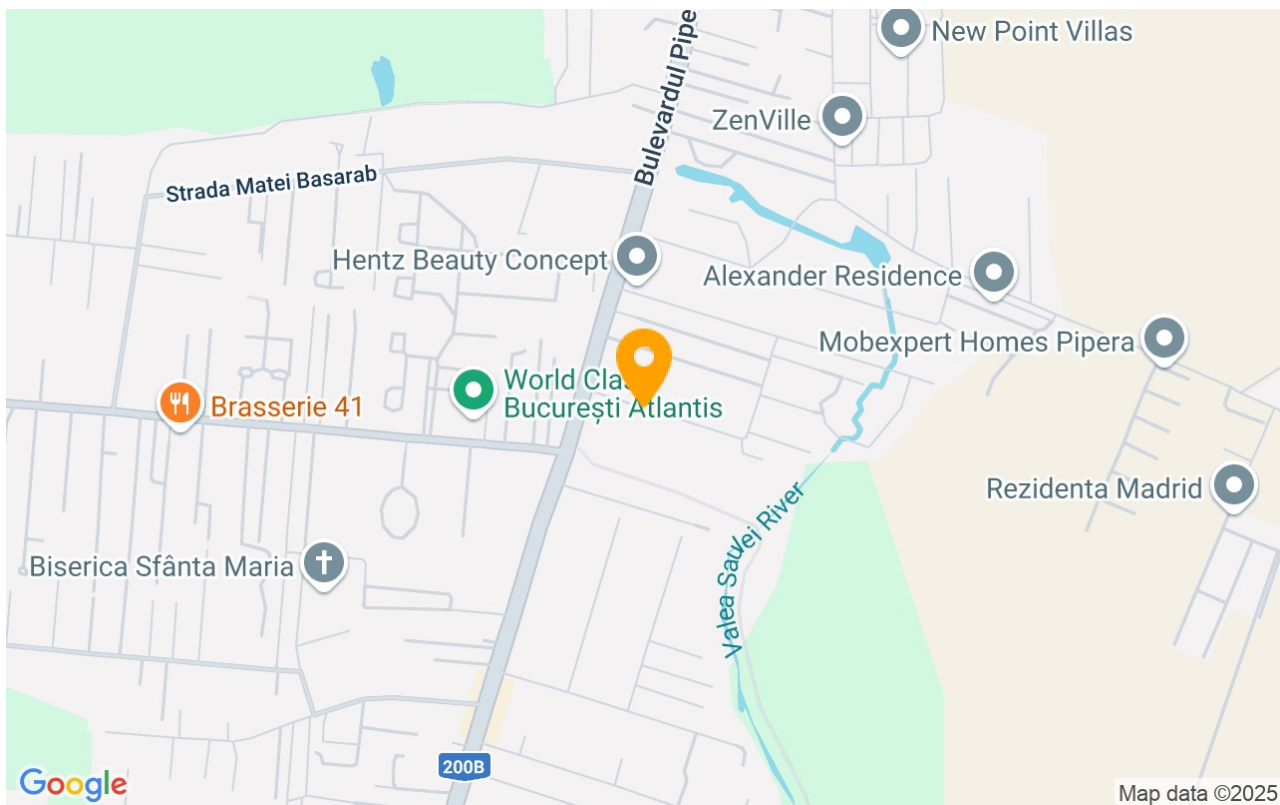 New Point Villas
Bulevardul Pipe
ZenVille
Strada Matei Basarab
Hentz Beauty Concept
Alexander Residence
Mobexpert Homes Pipera
World Clas
București Atlantis
Brasserie 41
Rezidenta Madrid
Valea Saulei River
Biserica Sfânta Maria
200B
Google
Map data ©2025